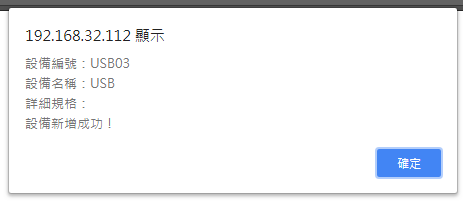 192.168.32.112 顯示
設備編號：USB03
設備名稱：USB
詳細規格：
設備新增成功！
確定